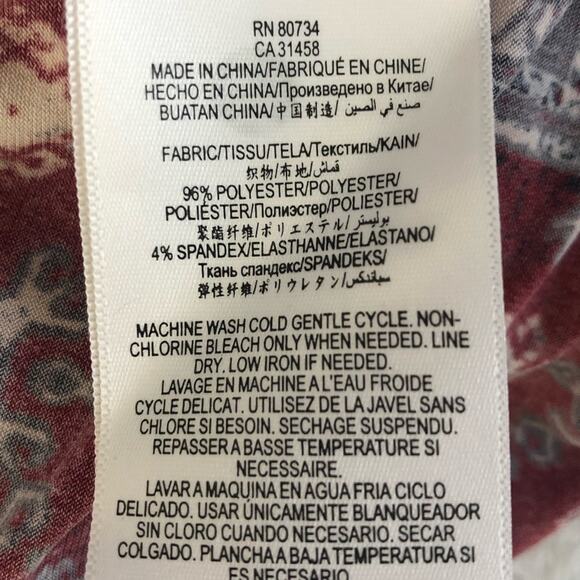 RN 80734
CA 31458
MADE IN CHINA/FABRIQUÉ EN CHINE/
HECHO EN CHINA/Произведено в Китае/
BUATAN CHINA/中国制造/صنع في الصين
FABRIC/TISSU/TELA/Текстиль/KAIN/
织物/布地/قماش/
96% POLYESTER/POLYESTER/
POLIÉSTER/Полиэстер/POLIESTER/
聚酯纤维/ポリエステル/بوليستر/
4% SPANDEX/ELASTHANNE/ELASTANO/
Ткань спандекс/SPANDEKS/
弹性纤维/ポリウレタン/سباندكس
MACHINE WASH COLD GENTLE CYCLE. NON-
CHLORINE BLEACH ONLY WHEN NEEDED. LINE
DRY. LOW IRON IF NEEDED.
LAVAGE EN MACHINE A L'EAU FROIDE
CYCLE DELICAT. UTILISEZ DE LA JAVEL SANS
CHLORE SI BESOIN. SECHAGE SUSPENDU.
REPASSER A BASSE TEMPERATURE SI
NECESSAIRE.
LAVAR A MAQUINA EN AGUA FRIA CICLO
DELICADO. USAR ÚNICAMENTE BLANQUEADOR
SIN CLORO CUANDO NECESARIO. SECAR
COLGADO. PLANCHA A BAJA TEMPERATURA SI
ES NECESARIO